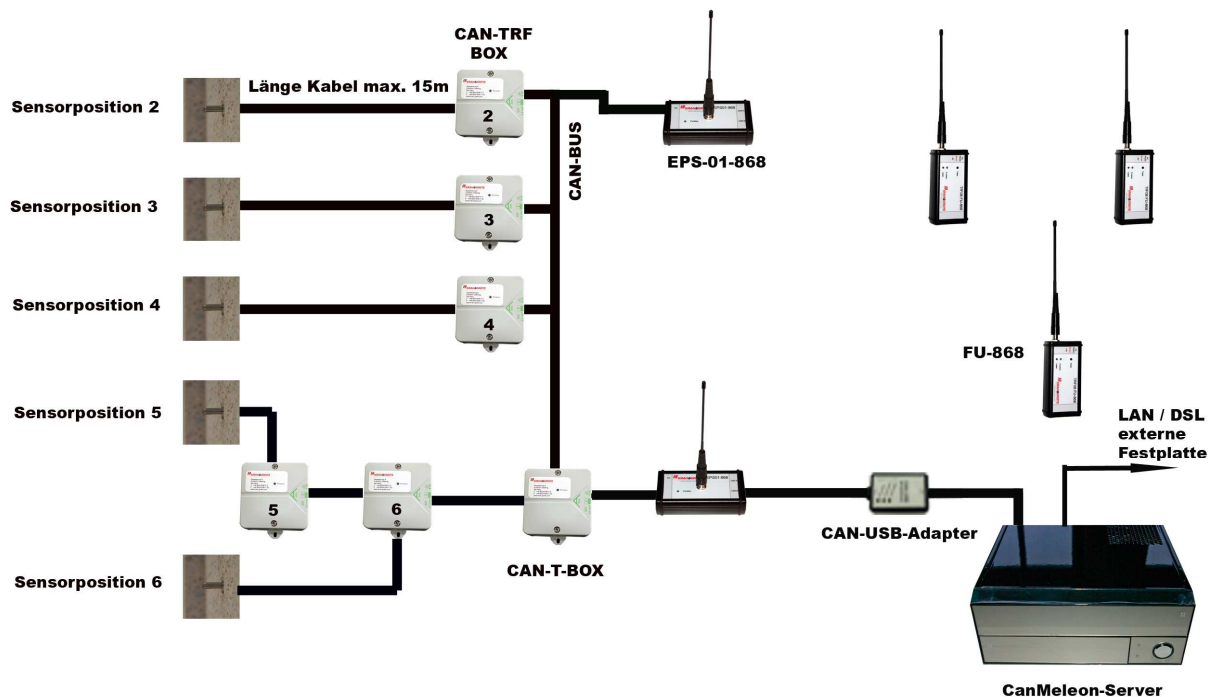 CAN-TRF
BOX
Länge Kabel max. 15m
Sensorposition 2
2
CAN-BUS
EPS-01-868
Sensorposition 3
3
Sensorposition 4
4
FU-868
Sensorposition 5
LAN / DSL
externe
Festplatte
5
6
CAN-USB-Adapter
CAN-T-BOX
Sensorposition 6
CanMeleon-Server